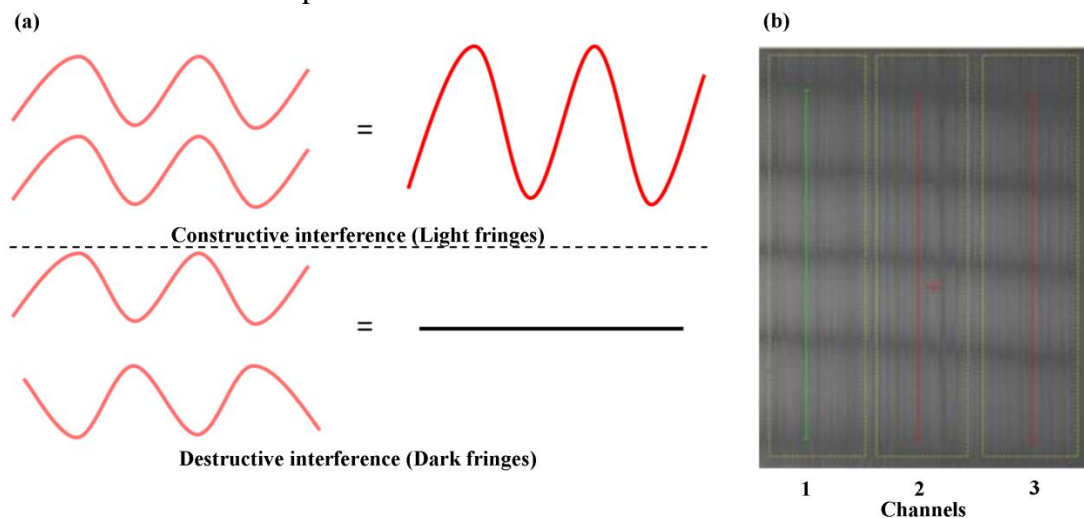 (a)
(b)
=
Constructive interference (Light fringes)
=
Destructive interference (Dark fringes)
1 2 3
Channels